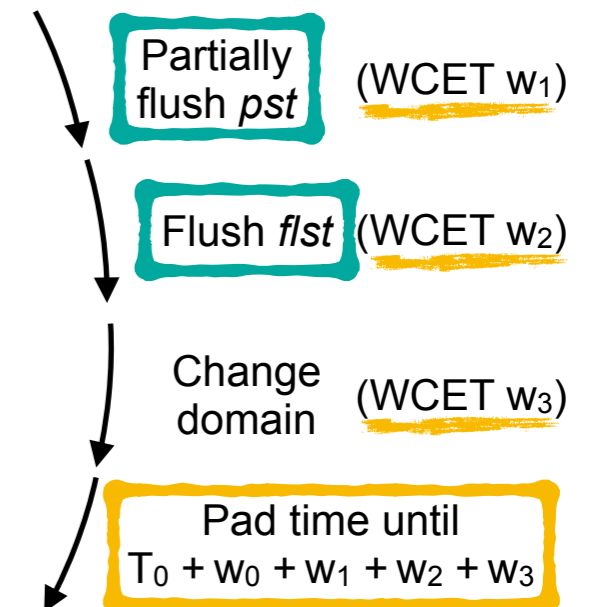 Partially
flush pst
(WCET w₁)
Flush flst (WCET w₂)
Change
domain
(WCET w₃)
Pad time until
T₀ + w₀ + w₁ + w₂ + w₃